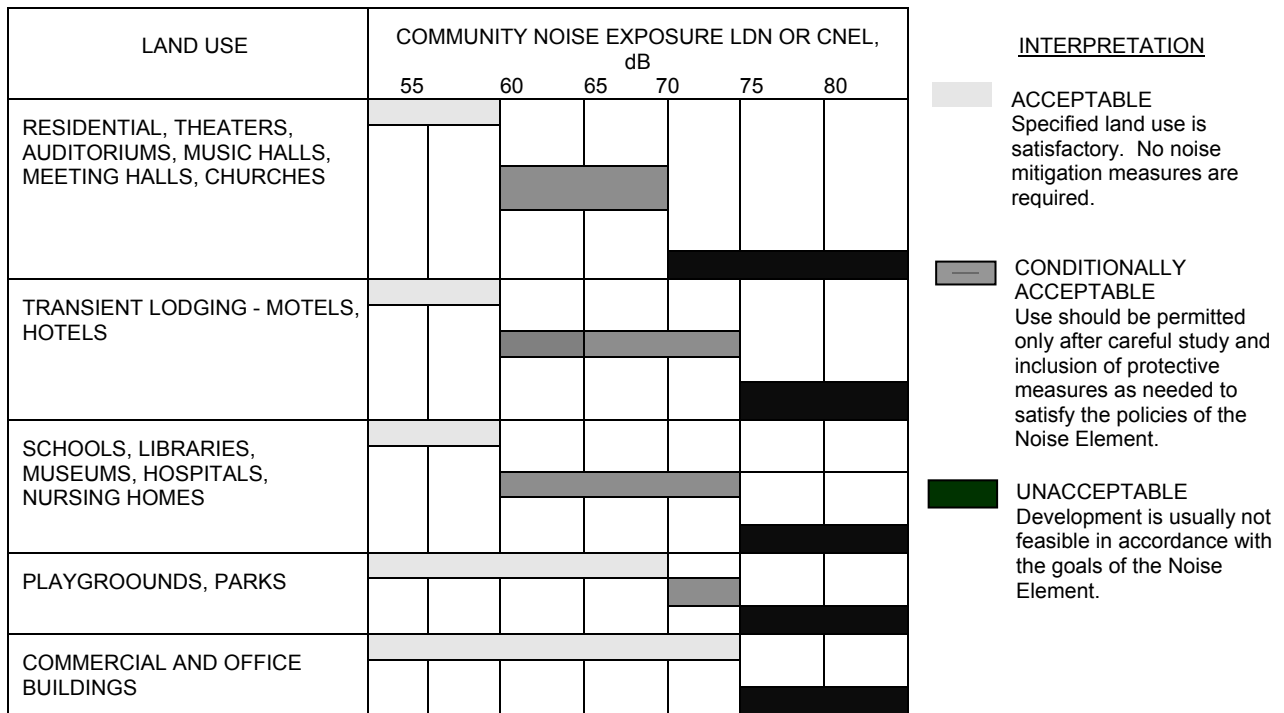 LAND USE
COMMUNITY NOISE EXPOSURE LDN OR CNEL,
dB
55 60 65 70 75 80
RESIDENTIAL, THEATERS,
AUDITORIUMS, MUSIC HALLS,
MEETING HALLS, CHURCHES
TRANSIENT LODGING - MOTELS,
HOTELS
SCHOOLS, LIBRARIES,
MUSEUMS, HOSPITALS,
NURSING HOMES
PLAYGROOUNDS, PARKS
COMMERCIAL AND OFFICE
BUILDINGS
INTERPRETATION
ACCEPTABLE
Specified land use is
satisfactory. No noise
mitigation measures are
required.
CONDITIONALLY
ACCEPTABLE
Use should be permitted
only after careful study and
inclusion of protective
measures as needed to
satisfy the policies of the
Noise Element.
UNACCEPTABLE
Development is usually not
feasible in accordance with
the goals of the Noise
Element.